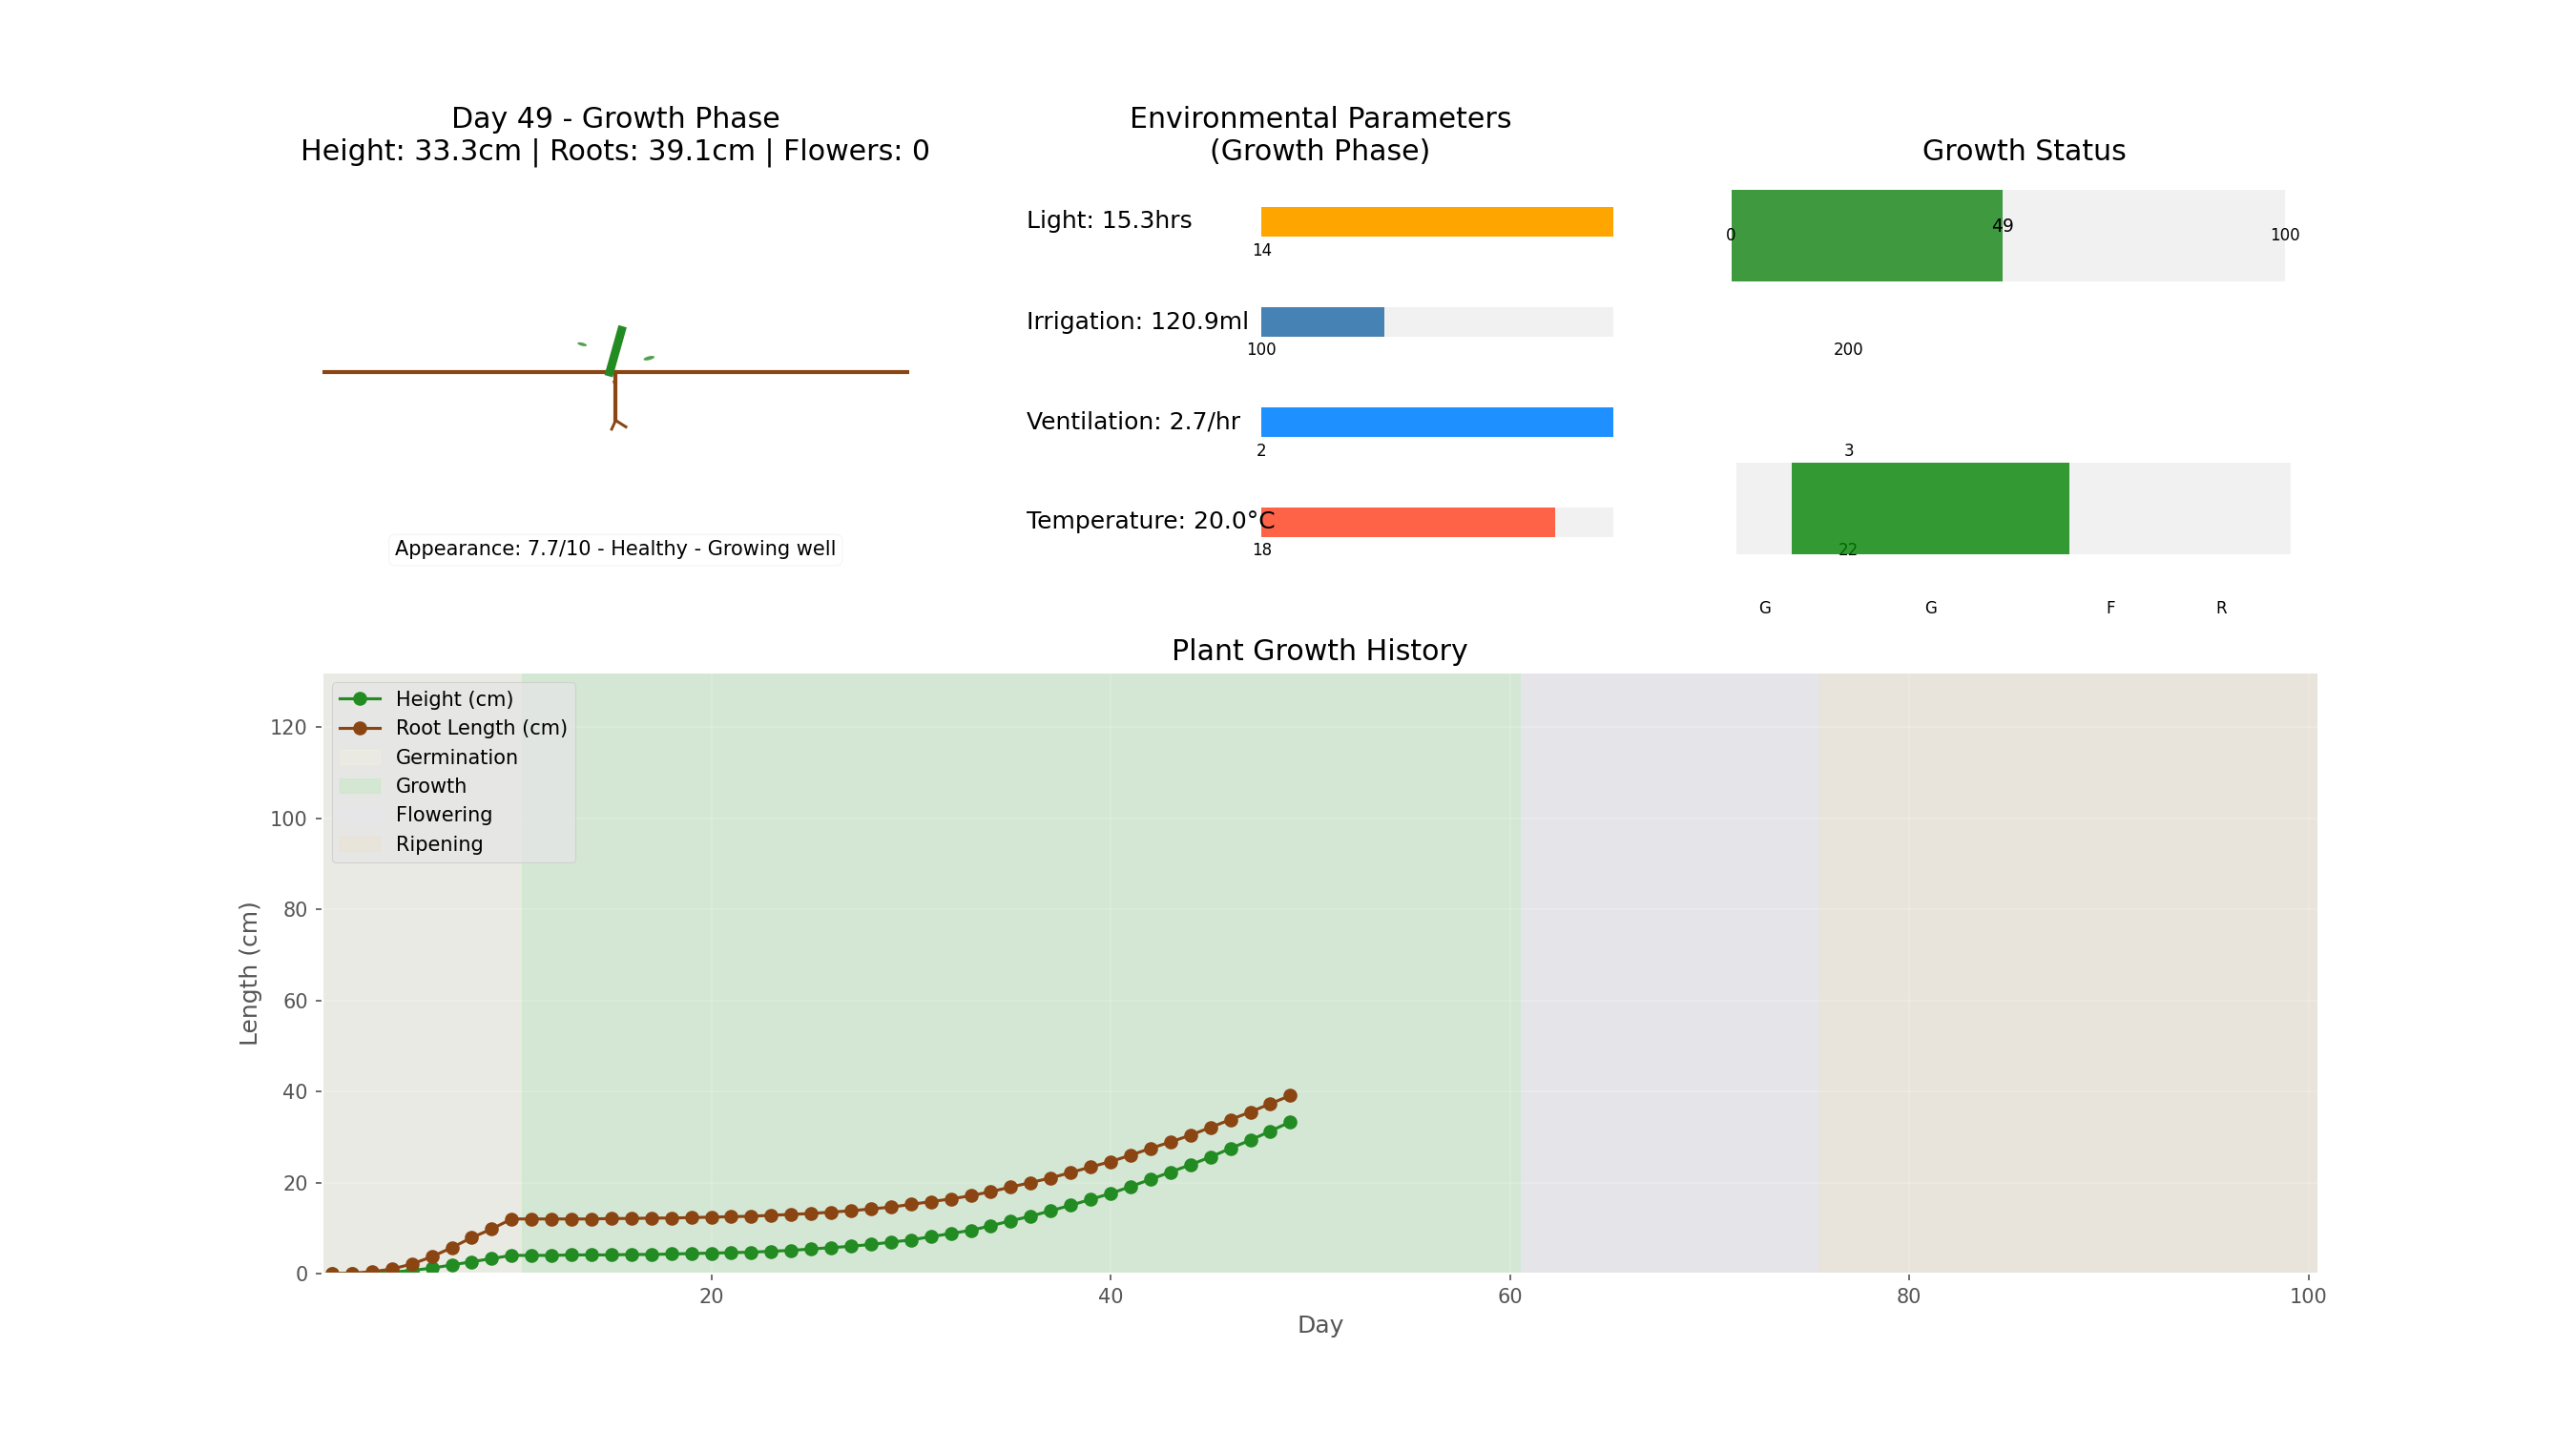 Day 49 - Growth Phase
Height: 33.3cm | Roots: 39.1cm | Flowers: 0
Appearance: 7.7/10 - Healthy - Growing well
Environmental Parameters
(Growth Phase)
Light: 15.3hrs
14
Irrigation: 120.9ml
100
200
Ventilation: 2.7/hr
2
3
Temperature: 20.0°C
18
22
Growth Status
0
49
100
G
G
F
R
Plant Growth History
Height (cm)
Root Length (cm)
Germination
Growth
Flowering
Ripening
Length (cm)
120
100
80
60
40
20
0
20
40
60
80
100
Day